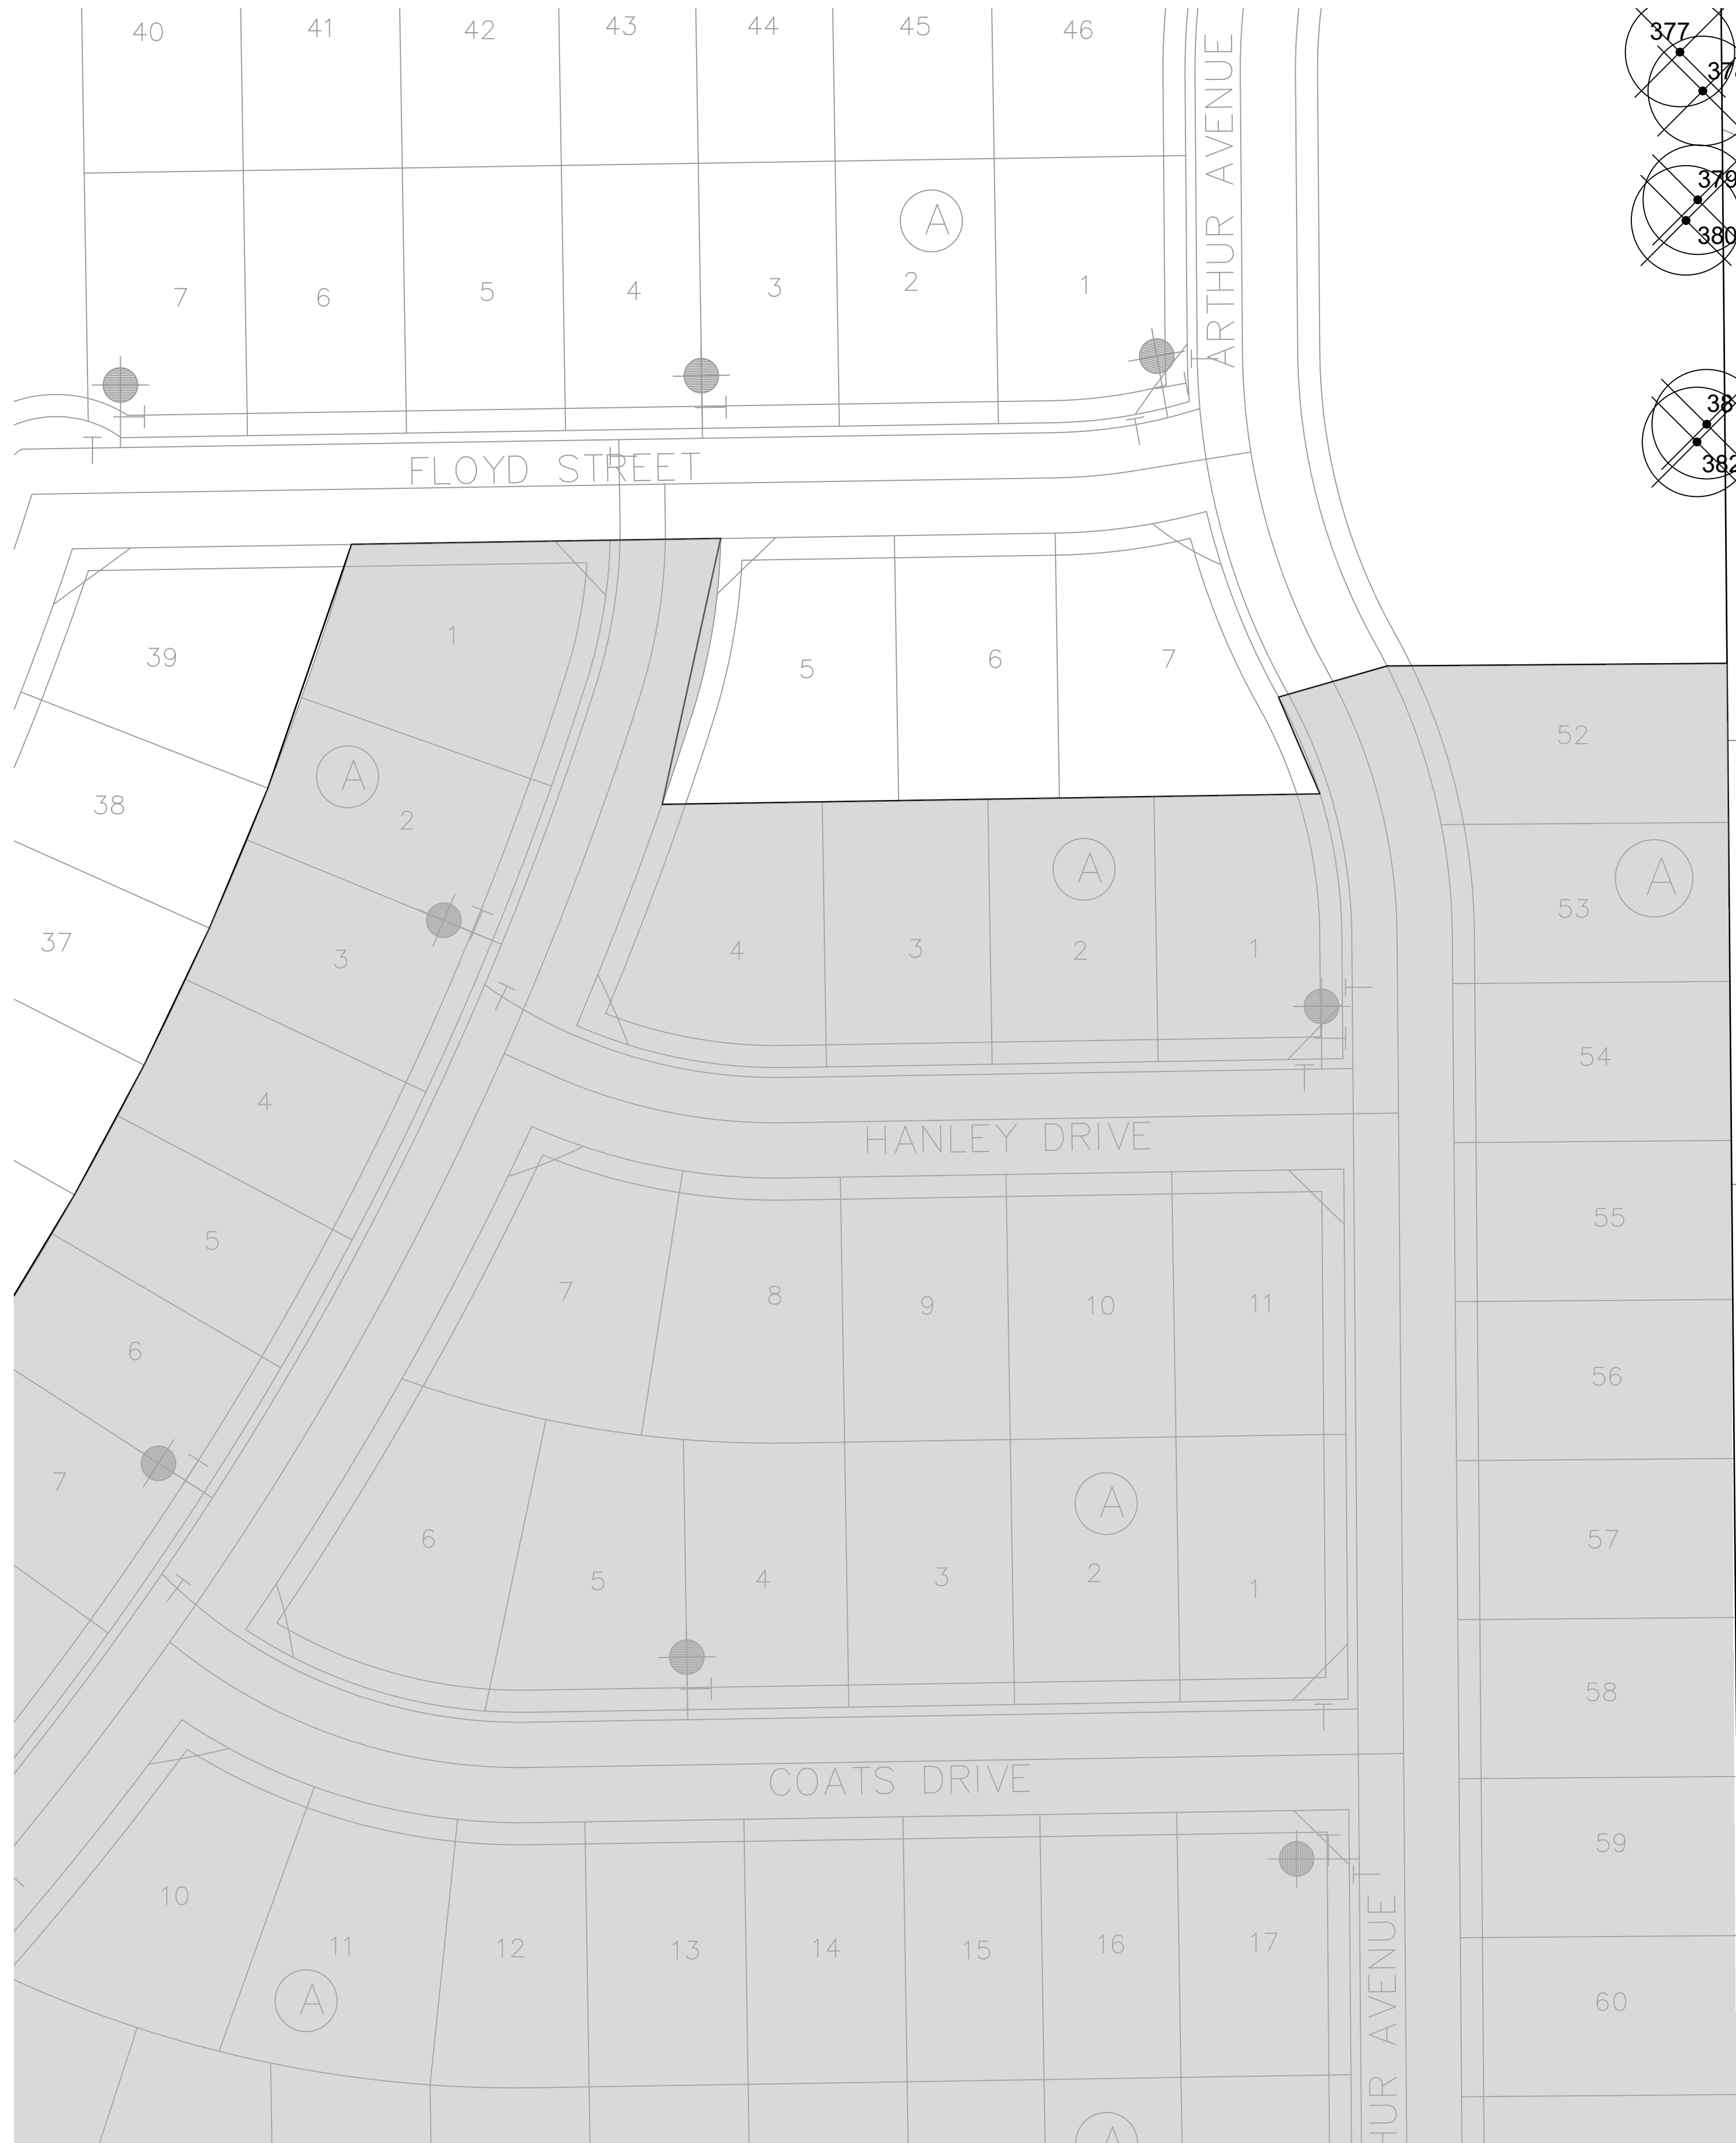 40 41 42 43 44 45 46
377
379
380
382
ARTHUR AVENUE
A
7 6 5 4 3 2 1
FLOYD STREET
39 1
5 6 7
38 A 2
37 3
4
5
6
7
52
53 A
54
55
56
57
58
59
60
A
4 3 2 1
HANLEY DRIVE
7 8 9 10 11
A
6 5 4 3 2 1
COATS DRIVE
10 11 12 13 14 15 16 17
A
AVENUE
A